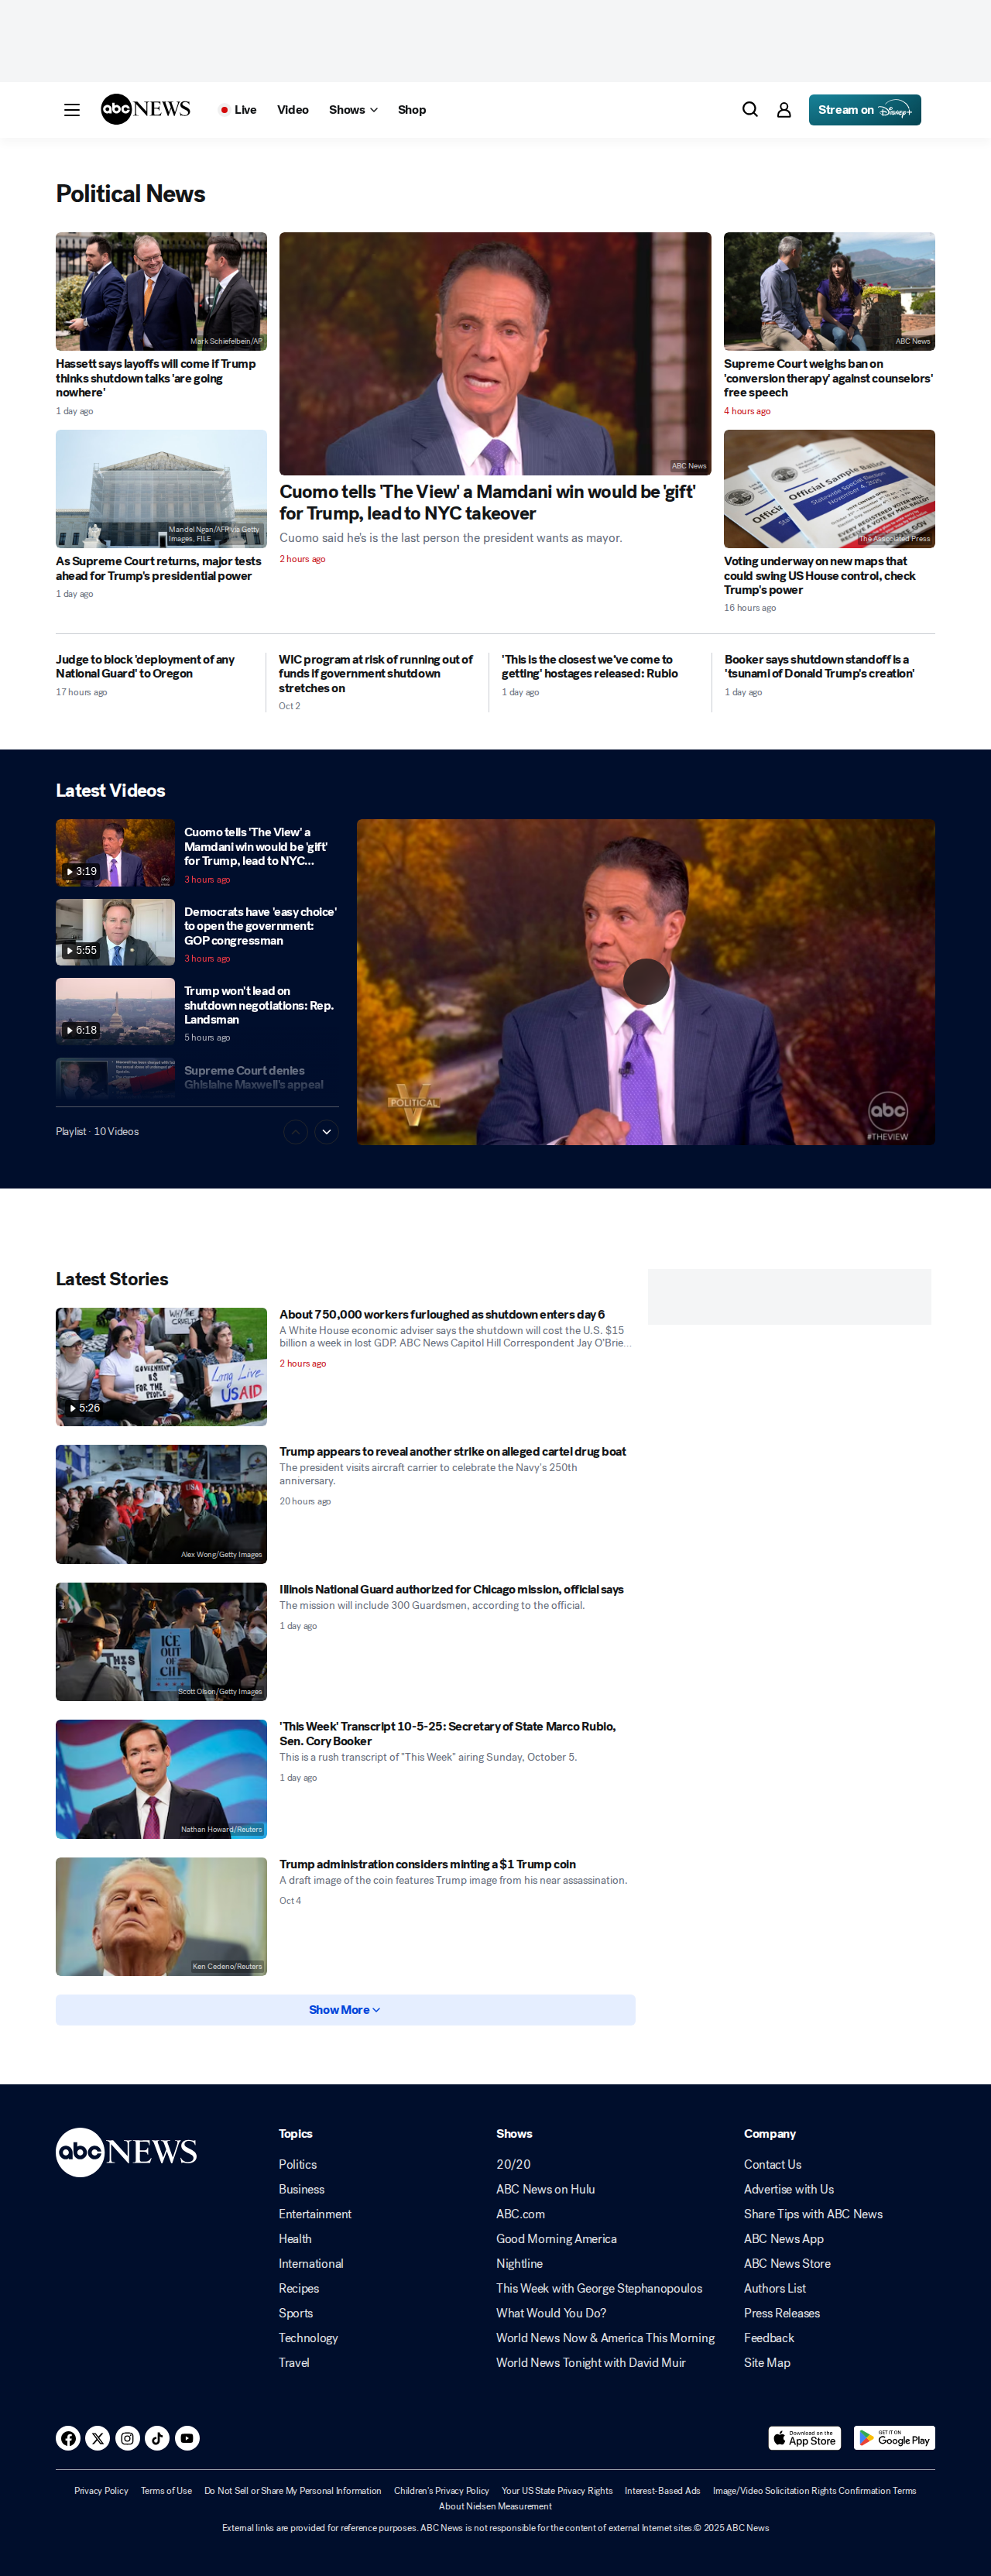 abc NEWS
Live
Video
Shows
Shop
Stream on Disney+
Political News
Mark Schiefelbein/AP
Hassett says layoffs will come if Trump
thinks shutdown talks 'are going
nowhere'
1 day ago
Mandel Ngan/AFP via Getty
Images, FILE
As Supreme Court returns, major tests
ahead for Trump's presidential power
1 day ago
ABC News
Cuomo tells 'The View' a Mamdani win would be 'gift'
for Trump, lead to NYC takeover
Cuomo said he's is the last person the president wants as mayor.
2 hours ago
ABC News
Supreme Court weighs ban on
'conversion therapy' against counselors'
free speech
4 hours ago
Official Sample Ballot
Statewide Special Election
November 4, 2025
The Associated Press
Voting underway on new maps that
could swing US House control, check
Trump's power
16 hours ago
Judge to block 'deployment of any
National Guard' to Oregon
17 hours ago
WIC program at risk of running out of
funds if government shutdown
stretches on
Oct 2
'This is the closest we've come to
getting' hostages released: Rubio
1 day ago
Booker says shutdown standoff is a
'tsunami of Donald Trump's creation'
1 day ago
Latest Videos
3:19
Cuomo tells 'The View' a
Mamdani win would be 'gift'
for Trump, lead to NYC...
3 hours ago
5:55
Democrats have 'easy choice'
to open the government:
GOP congressman
3 hours ago
6:18
Trump won't lead on
shutdown negotiations: Rep.
Landsman
5 hours ago
Supreme Court denies
Ghislaine Maxwell's appeal
Playlist · 10 Videos
POLITICAL
V
abc
#THEVIEW
Latest Stories
GOVERNMENT
IS
FOR THE
PEOPLE
Long Live
USAID
5:26
About 750,000 workers furloughed as shutdown enters day 6
A White House economic adviser says the shutdown will cost the U.S. $15
billion a week in lost GDP. ABC News Capitol Hill Correspondent Jay O'Brie...
2 hours ago
USA
Alex Wong/Getty Images
Trump appears to reveal another strike on alleged cartel drug boat
The president visits aircraft carrier to celebrate the Navy's 250th
anniversary.
20 hours ago
THIS
ICE
OUT OF
CHI
Scott Olson/Getty Images
Illinois National Guard authorized for Chicago mission, official says
The mission will include 300 Guardsmen, according to the official.
1 day ago
Nathan Howard/Reuters
'This Week' Transcript 10-5-25: Secretary of State Marco Rubio,
Sen. Cory Booker
This is a rush transcript of "This Week" airing Sunday, October 5.
1 day ago
Ken Cedeno/Reuters
Trump administration considers minting a $1 Trump coin
A draft image of the coin features Trump image from his near assassination.
Oct 4
Show More
abc NEWS
Topics
Politics
Business
Entertainment
Health
International
Recipes
Sports
Technology
Travel
Shows
20/20
ABC News on Hulu
ABC.com
Good Morning America
Nightline
This Week with George Stephanopoulos
What Would You Do?
World News Now & America This Morning
World News Tonight with David Muir
Company
Contact Us
Advertise with Us
Share Tips with ABC News
ABC News App
ABC News Store
Authors List
Press Releases
Feedback
Site Map
Download on the
App Store
GET IT ON
Google Play
Privacy Policy Terms of Use Do Not Sell or Share My Personal Information Children's Privacy Policy Your US State Privacy Rights Interest-Based Ads Image/Video Solicitation Rights Confirmation Terms
About Nielsen Measurement
External links are provided for reference purposes. ABC News is not responsible for the content of external Internet sites.© 2025 ABC News